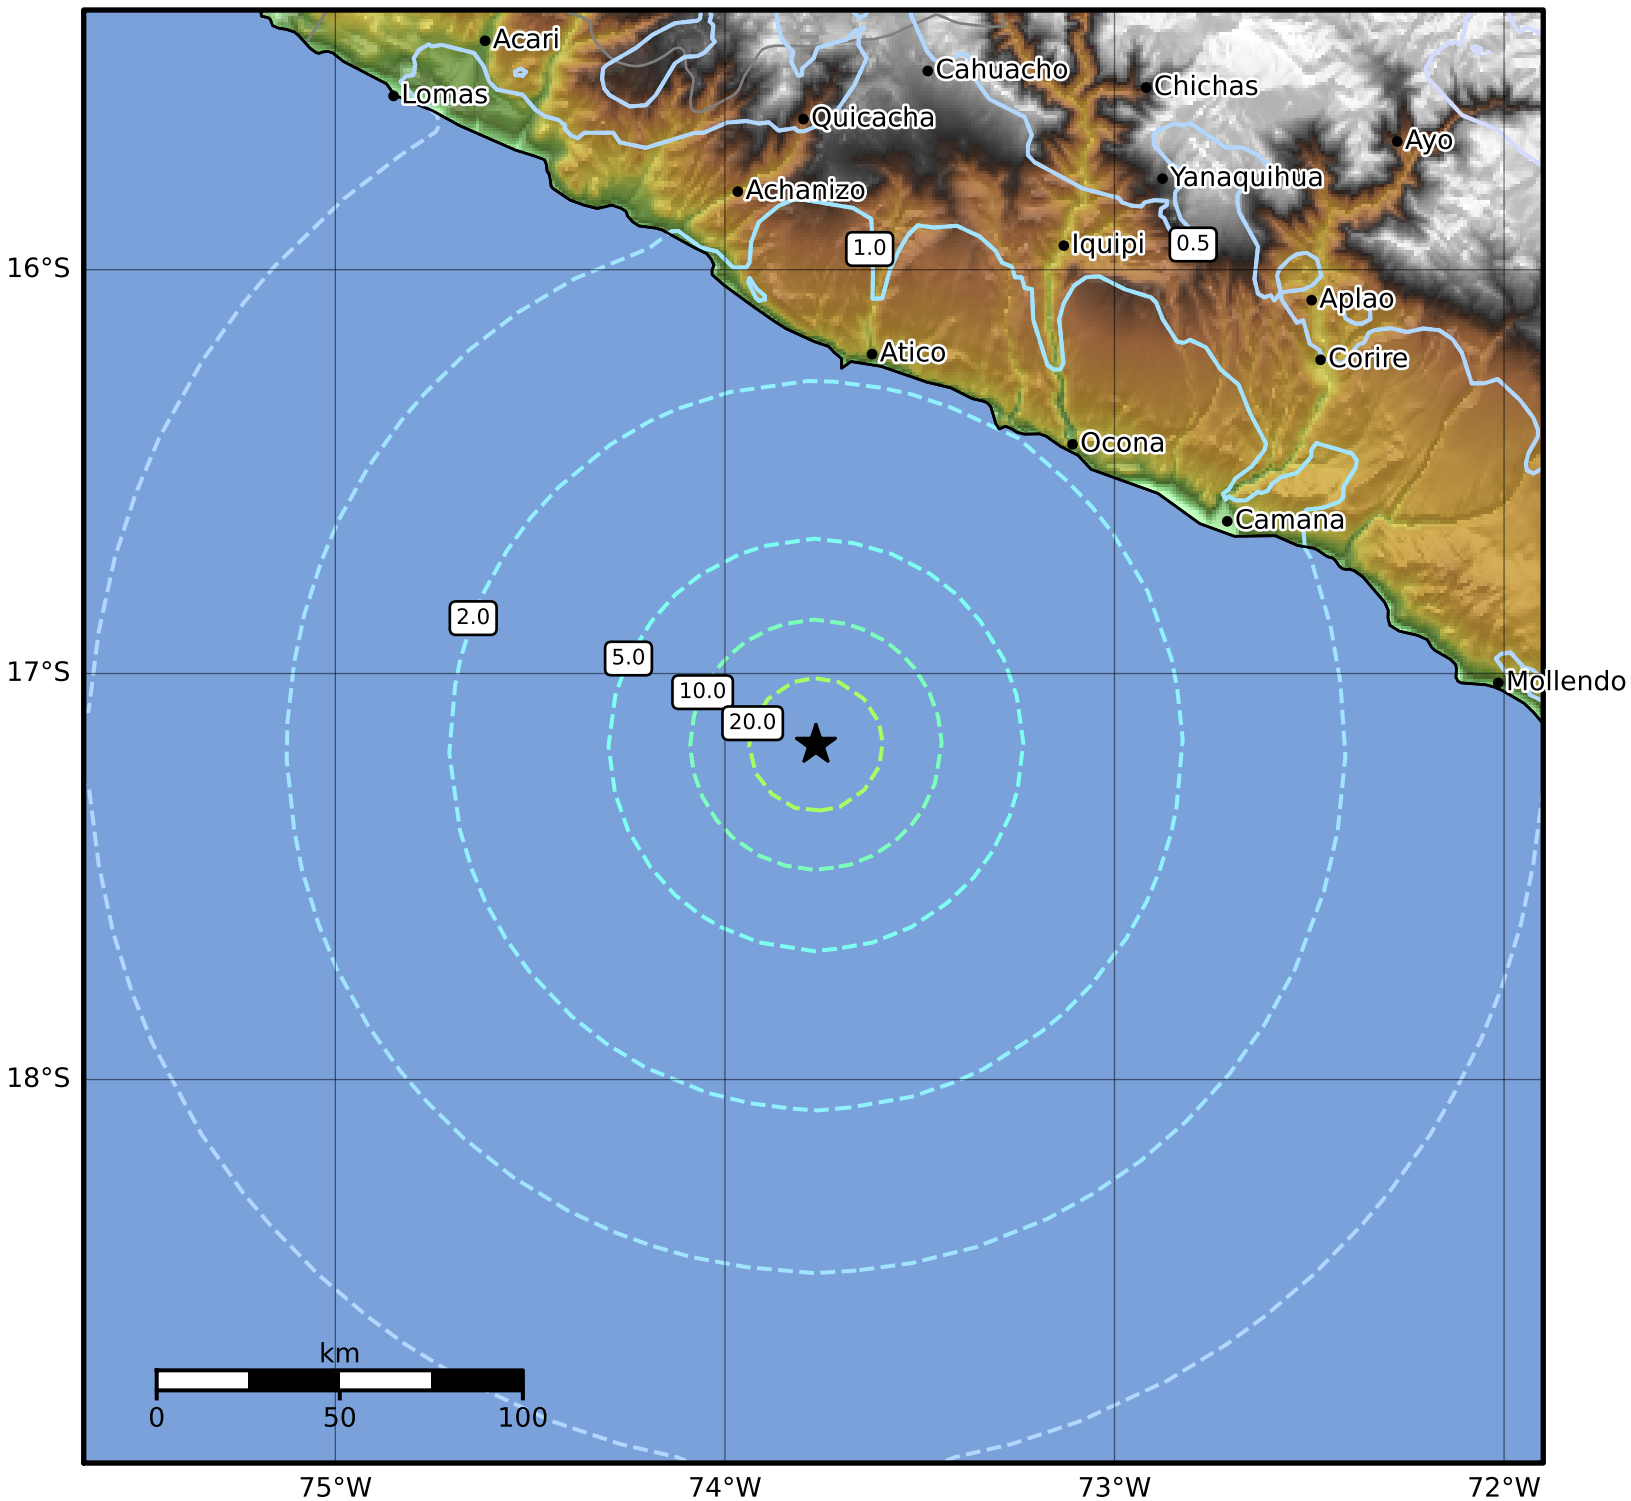 Acari
Cahuacho
Chichas
Lomas
Quicacha
Ayo
Yanaquihua
Achanizo
Iquipi
0.5
1.0
16°S
Aplao
Atico
Corire
Ocona
Camana
2.0
5.0
17°S
Mollendo
10.0
20.0
18°S
km
0 50 100
75°W 74°W 73°W 72°W